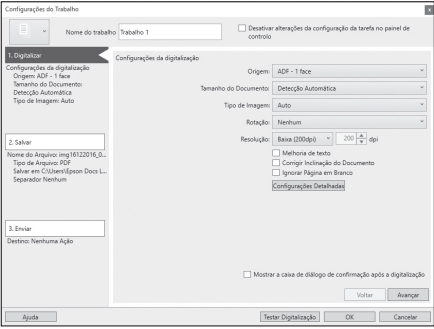 Configurações do Trabalho
x
Nome do trabalho Trabalho 1
Desativar alterações da configuração da tarefa no painel de controlo
1. Digitalizar
Configurações da digitalização
Origem: ADF - 1 face
Tamanho do Documento:
Detecção Automática
Tipo de Imagem: Auto
2. Salvar
Nome do Arquivo: img16122016_0...
Tipo de Arquivo: PDF
Salvar em C:\Users\Epson Docs L...
Separador Nenhum
3. Enviar
Destino: Nenhuma Ação
Configurações da digitalização
Origem: ADF - 1 face
Tamanho do Documento: Detecção Automática
Tipo de Imagem: Auto
Rotação: Nenhum
Resolução: Baixa (200dpi) 200 dpi
Melhoria de texto
Corrigir Inclinação do Documento
Ignorar Página em Branco
Configurações Detalhadas
Mostrar a caixa de diálogo de confirmação após a digitalização
Voltar Avançar
Ajuda Testar Digitalização OK Cancelar